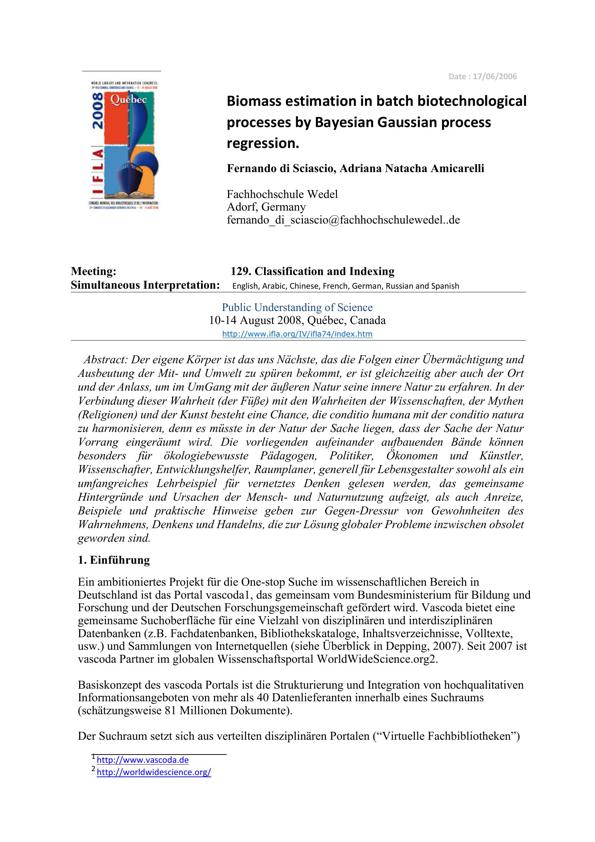 Date : 17/06/2006
WORLD LIBRARY AND INFORMATION CONGRESS:
Québec
IFLA 2008
Biomass estimation in batch biotechnological
processes by Bayesian Gaussian process
regression.
Fernando di Sciascio, Adriana Natacha Amicarelli
Fachhochschule Wedel
Adorf, Germany
fernando_di_sciascio@fachhochschulewedel..de
Meeting: 129. Classification and Indexing
Simultaneous Interpretation: English, Arabic, Chinese, French, German, Russian and Spanish
Public Understanding of Science
10-14 August 2008, Québec, Canada
http://www.ifla.org/IV/ifla74/index.htm
Abstract: Der eigene Körper ist das uns Nächste, das die Folgen einer Übermächtigung und
Ausbeutung der Mit- und Umwelt zu spüren bekommt, er ist gleichzeitig aber auch der Ort
und der Anlass, um im UmGang mit der äußeren Natur seine innere Natur zu erfahren. In der
Verbindung dieser Wahrheit (der Füße) mit den Wahrheiten der Wissenschaften, der Mythen
(Religionen) und der Kunst besteht eine Chance, die conditio humana mit der conditio natura
zu harmonisieren, denn es müsste in der Natur der Sache liegen, dass der Sache der Natur
Vorrang eingeräumt wird. Die vorliegenden aufeinander aufbauenden Bände können
besonders für ökologiebewusste Pädagogen, Politiker, Ökonomen und Künstler,
Wissenschafter, Entwicklungshelfer, Raumplaner, generell für Lebensgestalter sowohl als ein
umfangreiches Lehrbeispiel für vernetztes Denken gelesen werden, das gemeinsame
Hintergründe und Ursachen der Mensch- und Naturnutzung aufzeigt, als auch Anreize,
Beispiele und praktische Hinweise geben zur Gegen-Dressur von Gewohnheiten des
Wahrnehmens, Denkens und Handelns, die zur Lösung globaler Probleme inzwischen obsolet
geworden sind.
1. Einführung
Ein ambitioniertes Projekt für die One-stop Suche im wissenschaftlichen Bereich in
Deutschland ist das Portal vascoda1, das gemeinsam vom Bundesministerium für Bildung und
Forschung und der Deutschen Forschungsgemeinschaft gefördert wird. Vascoda bietet eine
gemeinsame Suchoberfläche für eine Vielzahl von disziplinären und interdisziplinären
Datenbanken (z.B. Fachdatenbanken, Bibliothekskataloge, Inhaltsverzeichnisse, Volltexte,
usw.) und Sammlungen von Internetquellen (siehe Überblick in Depping, 2007). Seit 2007 ist
vascoda Partner im globalen Wissenschaftsportal WorldWideScience.org2.
Basiskonzept des vascoda Portals ist die Strukturierung und Integration von hochqualitativen
Informationsangeboten von mehr als 40 Datenlieferanten innerhalb eines Suchraums
(schätzungsweise 81 Millionen Dokumente).
Der Suchraum setzt sich aus verteilten disziplinären Portalen (“Virtuelle Fachbibliotheken”)
1 http://www.vascoda.de
2 http://worldwidescience.org/